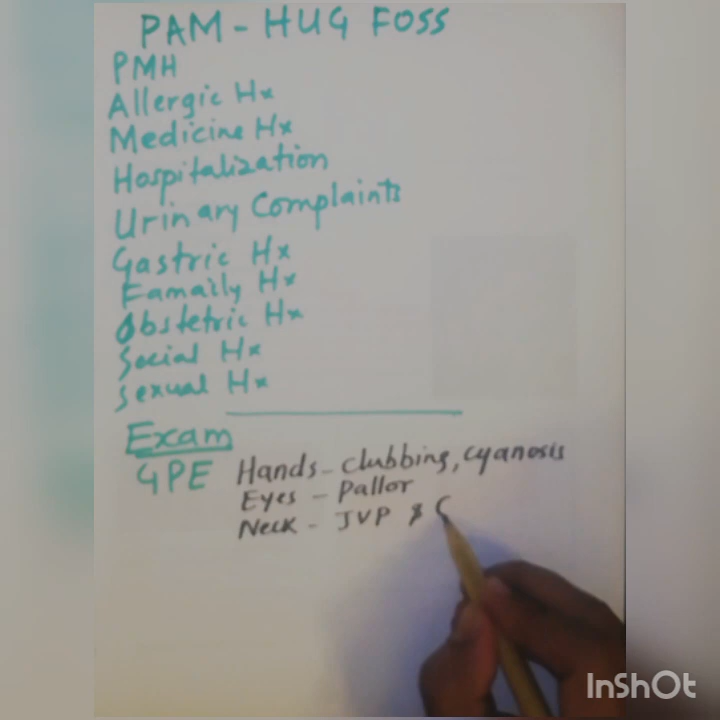 PAM - HUG FOSS
PMH
Allergic Hx
Medicine Hx
Hospitalization
Urinary Complaints
Gastric Hx
Famaily Hx
Obstetric Hx
Social Hx
Sexual Hx
Exam
GPE Hands - clubbing, cyanosis
Eyes - Pallor
Neck - JVP & C
InShOt